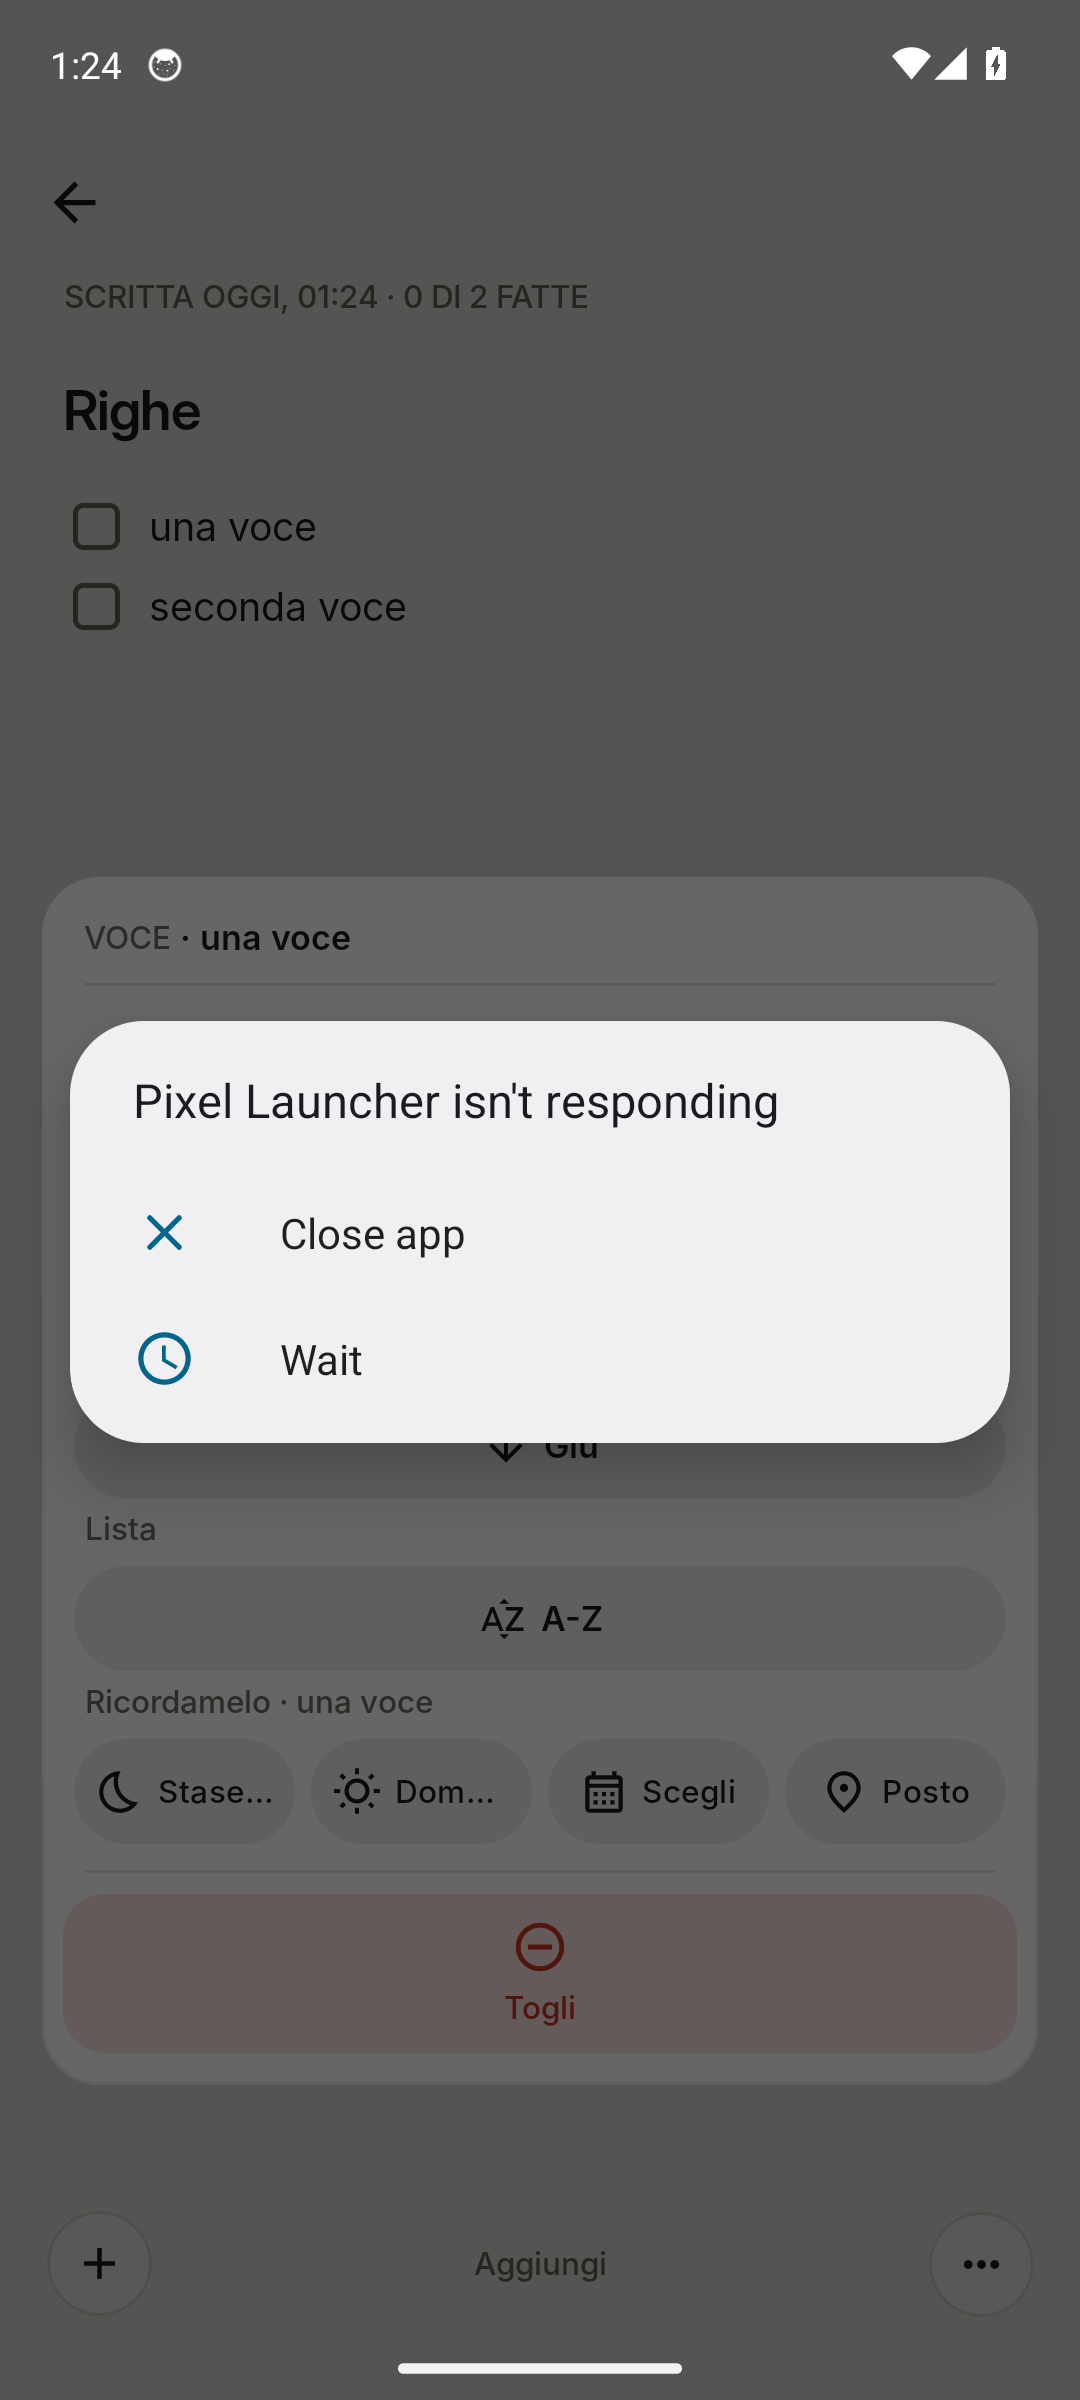 1:24
SCRITTA OGGI, 01:24 · 0 DI 2 FATTE
Righe
una voce
seconda voce
VOCE · una voce
Pixel Launcher isn't responding
Close app
Wait
Giù
Lista
AZ A-Z
Ricordamelo · una voce
Stase... Dom... Scegli Posto
Togli
Aggiungi